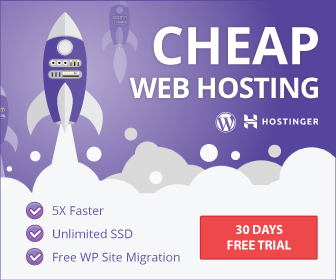 CHEAP
WEB HOSTING
HOSTINGER
5X Faster
Unlimited SSD
Free WP Site Migration
30 DAYS
FREE TRIAL